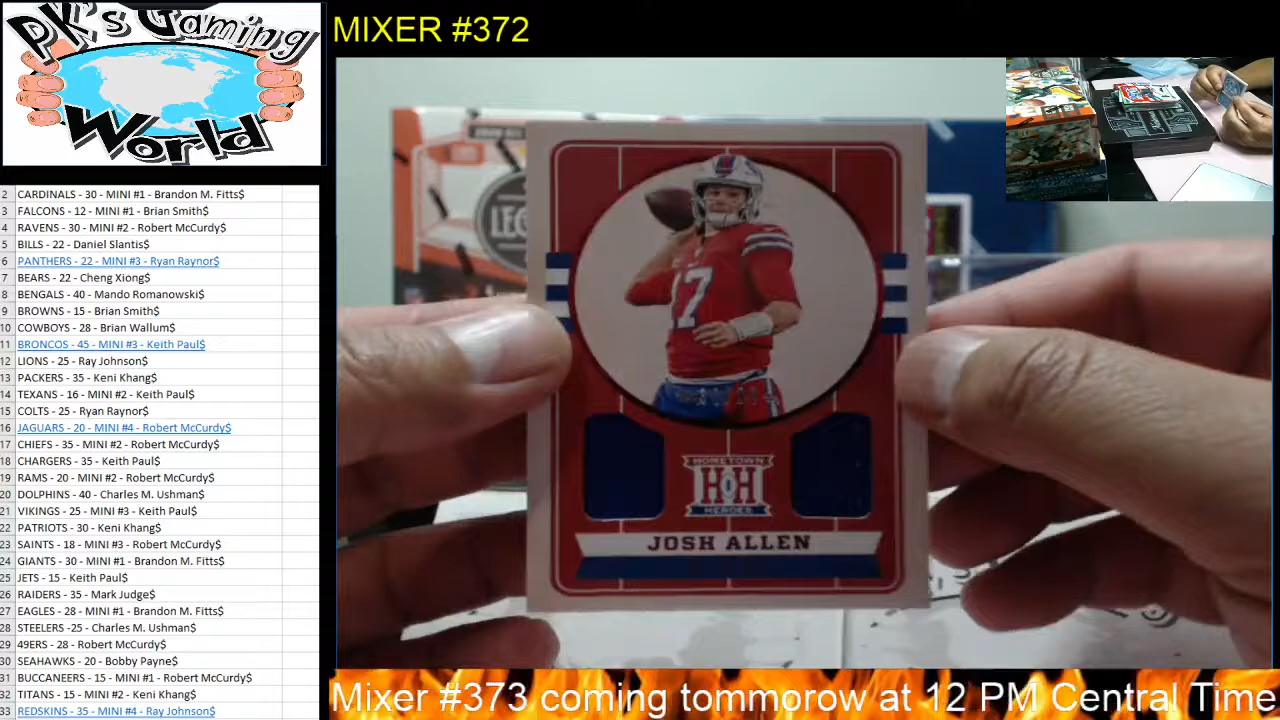 PK's Gaming
World
MIXER #372
2 CARDINALS - 30 - MINI #1 - Brandon M. Fitts$
3 FALCONS - 12 - MINI #1 - Brian Smith$
4 RAVENS - 30 - MINI #2 - Robert McCurdy$
5 BILLS - 22 - Daniel Slantis$
6 PANTHERS - 22 - MINI #3 - Ryan Raynor$
7 BEARS - 22 - Cheng Xiong$
8 BENGALS - 40 - Mando Romanowski$
9 BROWNS - 15 - Brian Smith$
10 COWBOYS - 28 - Brian Wallum$
11 BRONCOS - 45 - MINI #3 - Keith Paul$
12 LIONS - 25 - Ray Johnson$
13 PACKERS - 35 - Keni Khang$
14 TEXANS - 16 - MINI #2 - Keith Paul$
15 COLTS - 25 - Ryan Raynor$
16 JAGUARS - 20 - MINI #4 - Robert McCurdy$
17 CHIEFS - 35 - MINI #2 - Robert McCurdy$
18 CHARGERS - 35 - Keith Paul$
19 RAMS - 20 - MINI #2 - Robert McCurdy$
20 DOLPHINS - 40 - Charles M. Ushman$
21 VIKINGS - 25 - MINI #3 - Keith Paul$
22 PATRIOTS - 30 - Keni Khang$
23 SAINTS - 18 - MINI #3 - Robert McCurdy$
24 GIANTS - 30 - MINI #1 - Brandon M. Fitts$
25 JETS - 15 - Keith Paul$
26 RAIDERS - 35 - Mark Judge$
27 EAGLES - 28 - MINI #1 - Brandon M. Fitts$
28 STEELERS -25 - Charles M. Ushman$
29 49ERS - 28 - Robert McCurdy$
30 SEAHAWKS - 20 - Bobby Payne$
31 BUCCANEERS - 15 - MINI #1 - Robert McCurdy$
32 TITANS - 15 - MINI #2 - Keni Khang$
33 REDSKINS - 35 - MINI #4 - Ray Johnson$
LEG
17
HOMETOWN
HH
HEROES
JOSH ALLEN
Mixer #373 coming tommorow at 12 PM Central Time